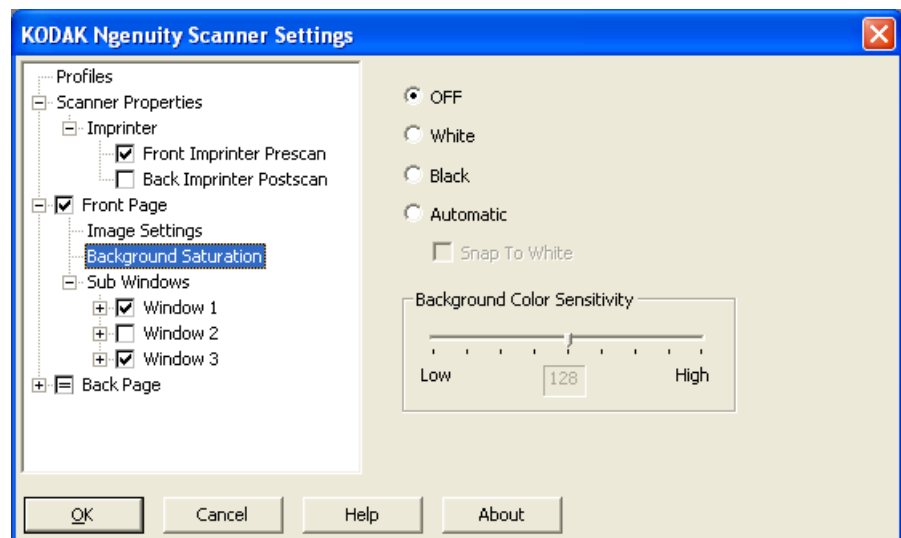 KODAK Ngenuity Scanner Settings
Profiles
Scanner Properties
Imprinter
Front Imprinter Prescan
Back Imprinter Postscan
Front Page
Image Settings
Background Saturation
Sub Windows
Window 1
Window 2
Window 3
Back Page
OFF
White
Black
Automatic
Snap To White
Background Color Sensitivity
Low 128 High
OK Cancel Help About